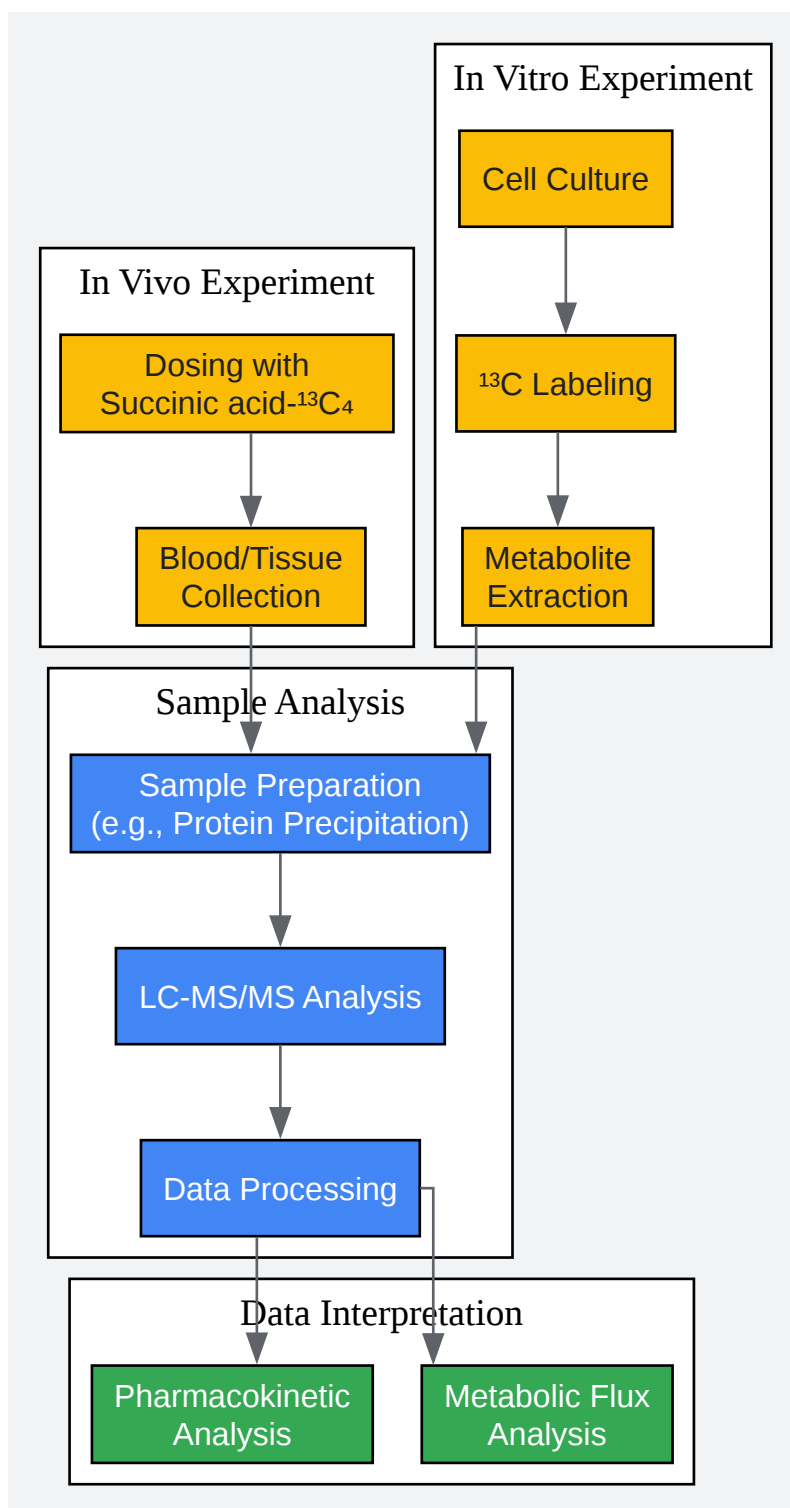 In Vitro Experiment
Cell Culture
¹³C Labeling
Metabolite
Extraction
In Vivo Experiment
Dosing with
Succinic acid-¹³C₄
Blood/Tissue
Collection
Sample Analysis
Sample Preparation
(e.g., Protein Precipitation)
LC-MS/MS Analysis
Data Processing
Data Interpretation
Pharmacokinetic
Analysis
Metabolic Flux
Analysis